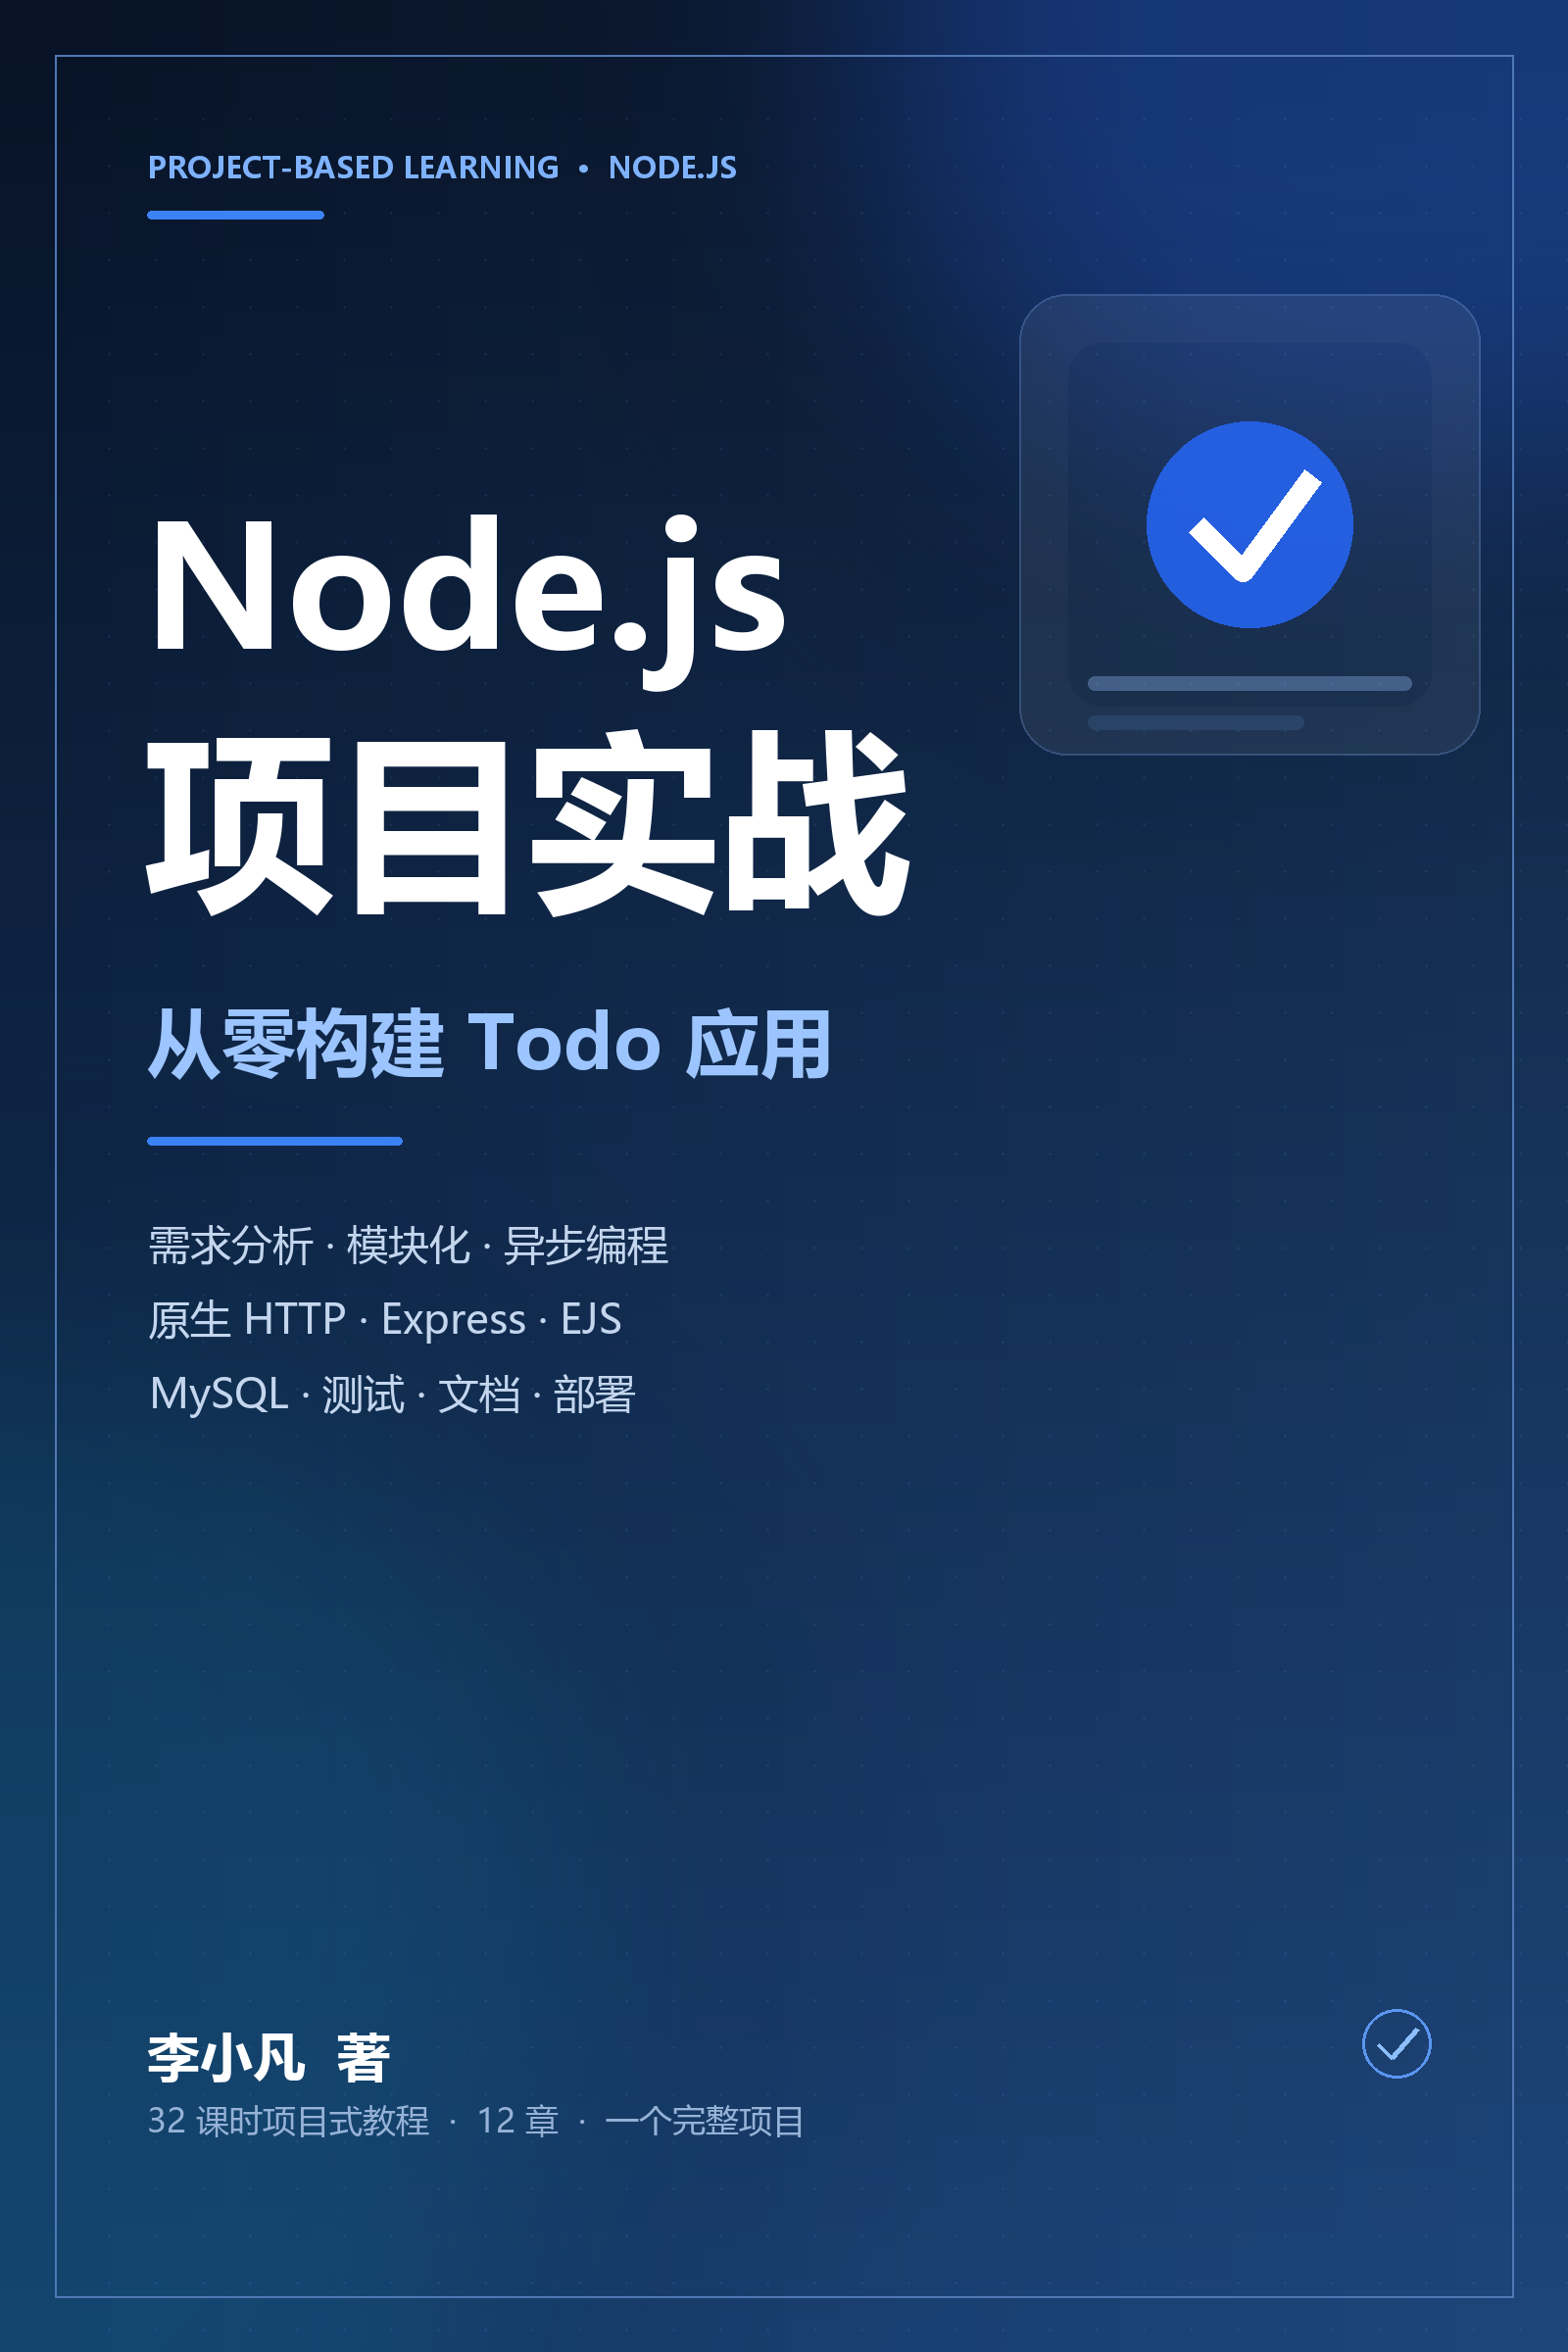 PROJECT-BASED LEARNING • NODE.JS
Node.js
项目实战
从零构建 Todo 应用
需求分析 · 模块化 · 异步编程
原生 HTTP · Express · EJS
MySQL · 测试 · 文档 · 部署
李小凡 著
32 课时项目式教程 · 12 章 · 一个完整项目